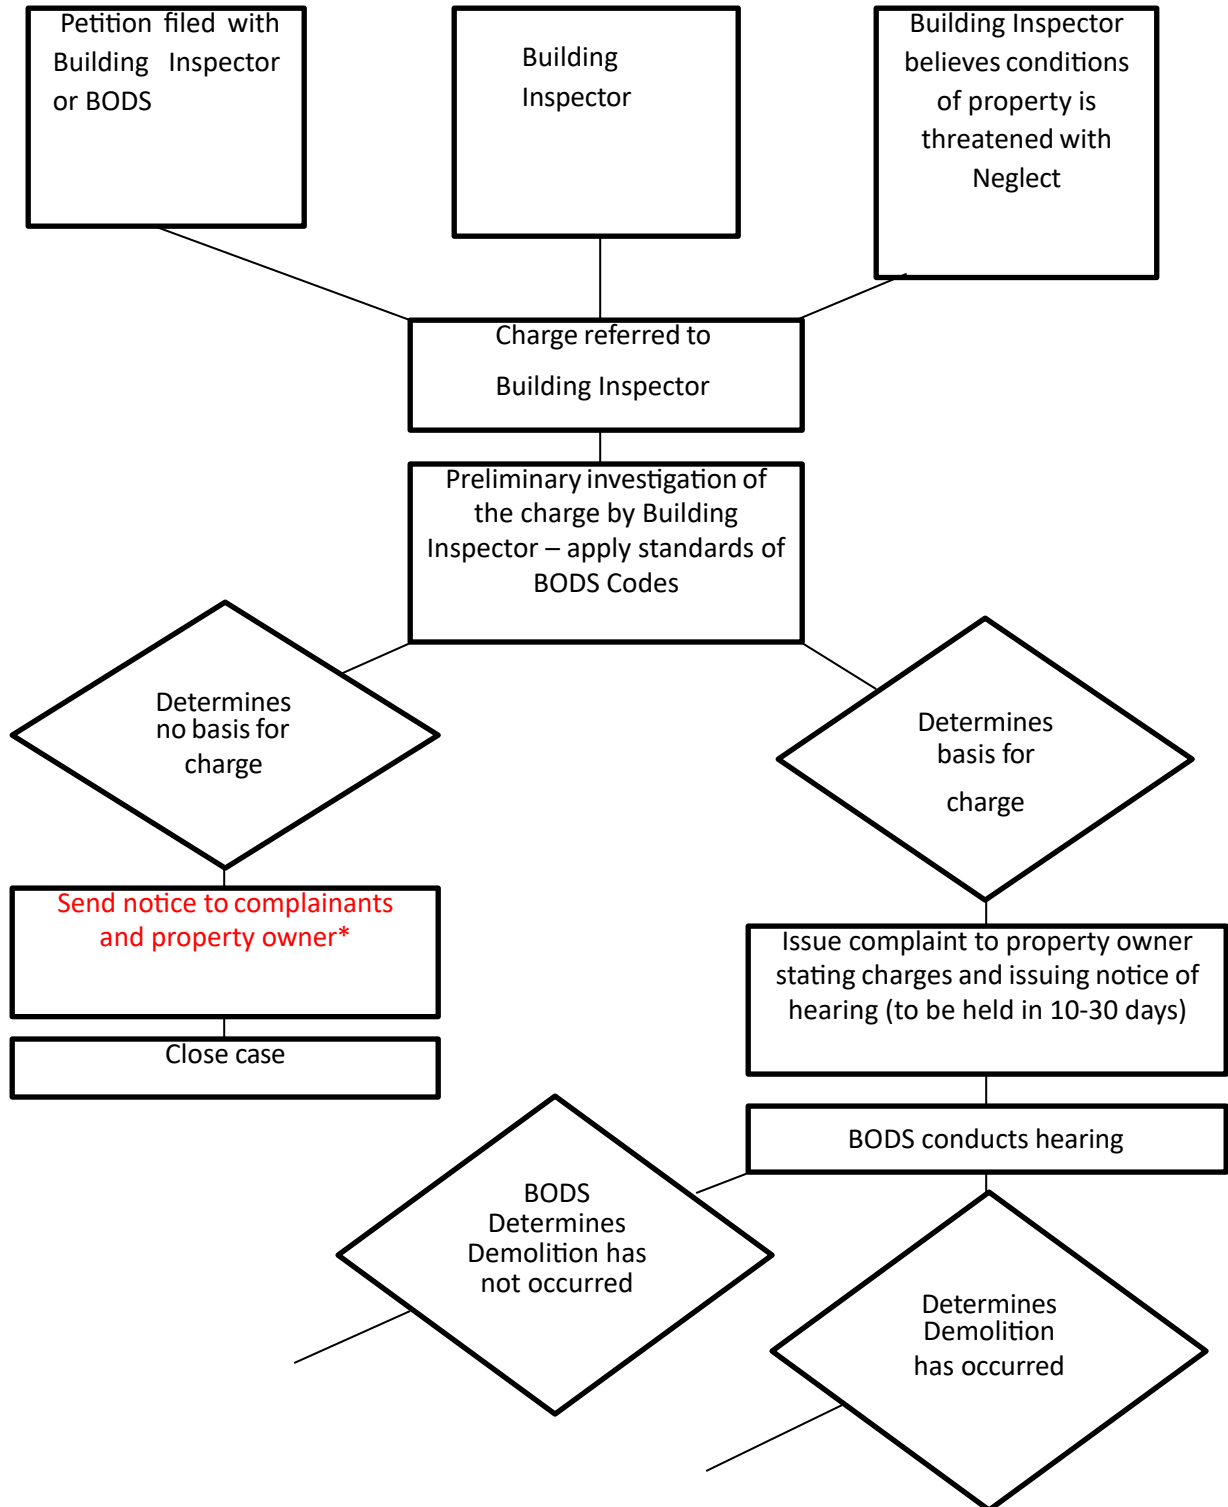 Petition filed with
Building Inspector
or BODS
Building
Inspector
Building Inspector
believes conditions
of property is
threatened with
Neglect
Charge referred to
Building Inspector
Preliminary investigation of
the charge by Building
Inspector – apply standards of
BODS Codes
Determines
no basis for
charge
Determines
basis for
charge
Send notice to complainants
and property owner*
Close case
Issue complaint to property owner
stating charges and issuing notice of
hearing (to be held in 10-30 days)
BODS conducts hearing
BODS
Determines
Demolition has
not occurred
Determines
Demolition
has occurred